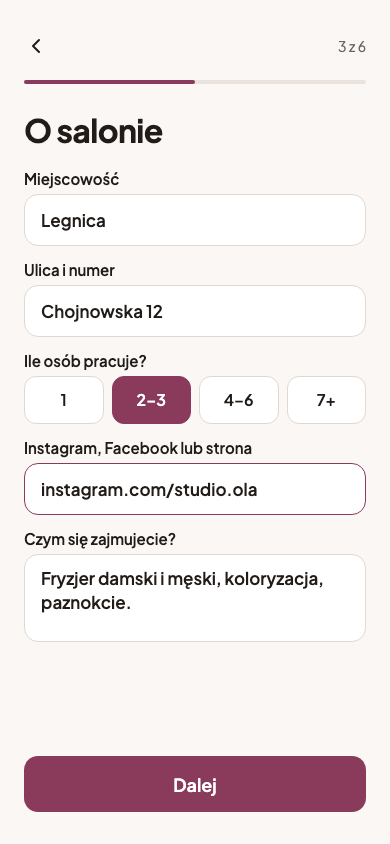 3 z 6
O salonie
Miejscowość
Legnica
Ulica i numer
Chojnowska 12
Ile osób pracuje?
1
2–3
4–6
7+
Instagram, Facebook lub strona
instagram.com/studio.ola
Czym się zajmujecie?
Fryzjer damski i męski, koloryzacja,
paznokcie.
Dalej